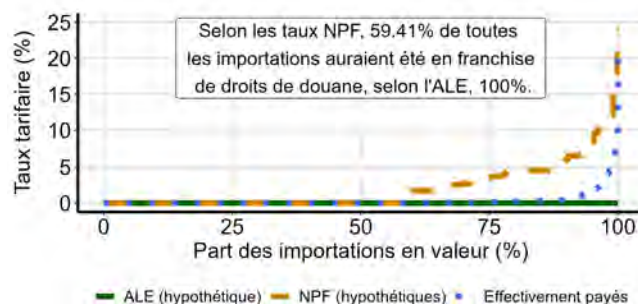 Selon les taux NPF, 59.41% de toutes
les importations auraient été en franchise
de droits de douane, selon l'ALE, 100%.
Taux tarifaire (%)
25
20
15
10
5
0
0 25 50 75 100
Part des importations en valeur (%)
ALE (hypothétique) NPF (hypothétiques) Effectivement payés